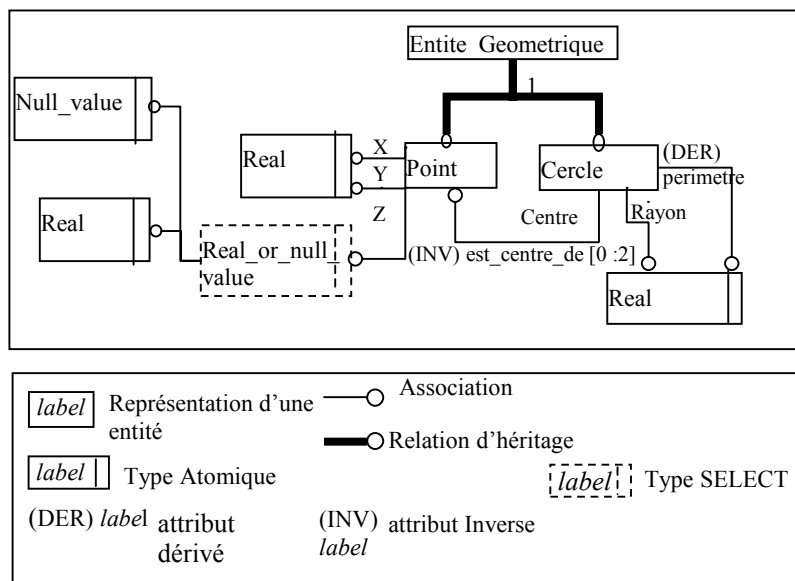 Entite Geometrique
1
Null_value
Real
X
Y
Z
Point
Cercle
(DER)
perimetre
Real
Real_or_null_
value
Centre
Rayon
(INV) est_centre_de [0 :2]
Real
label
Représentation d'une
entité
Association
Relation d'héritage
label
Type Atomique
label
Type SELECT
(DER) label attribut
dérivé
(INV) attribut Inverse
label